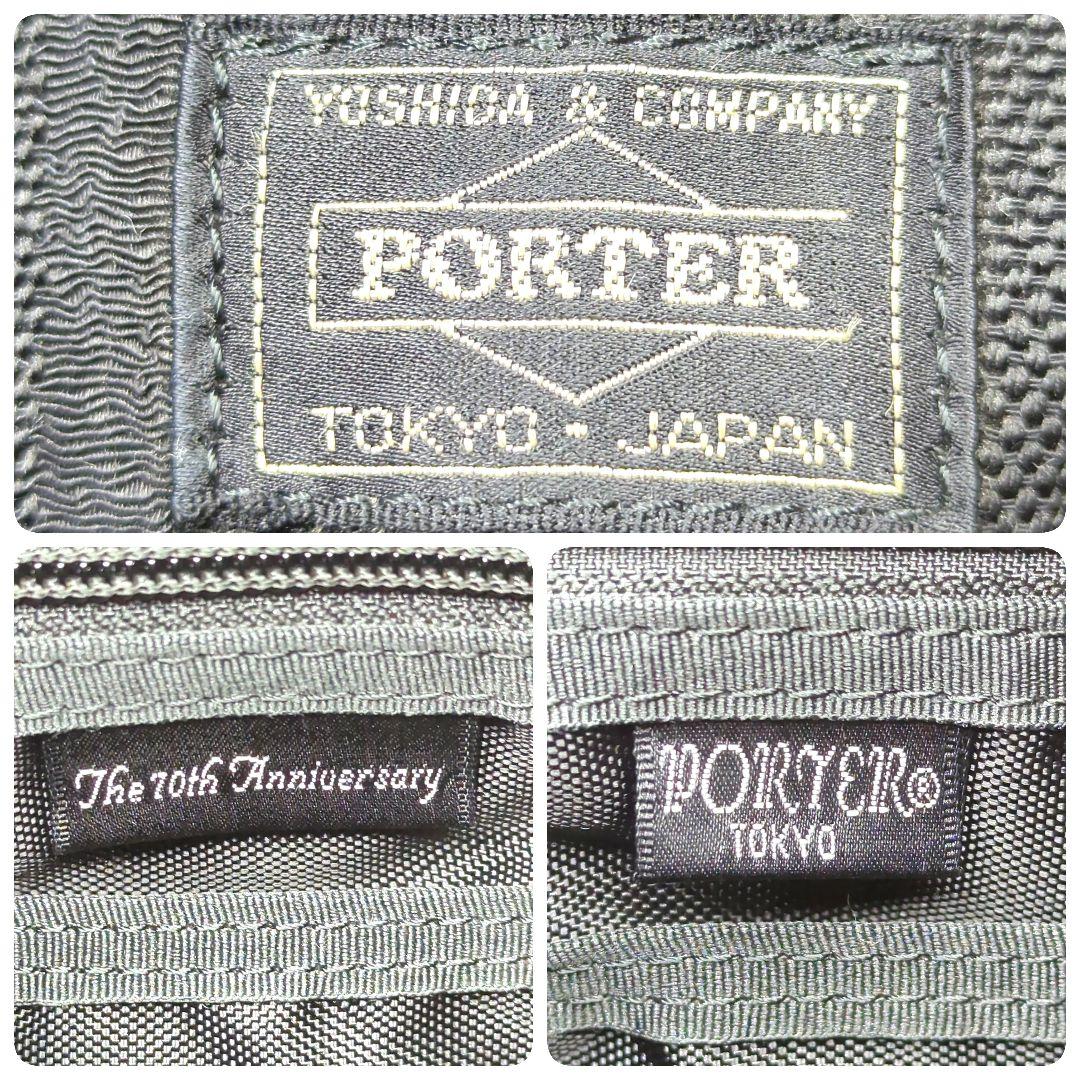 YOSHIDA & COMPANY
PORTER
TOKYO · JAPAN
The 70th Anniversary
PORTER®
TOKYO